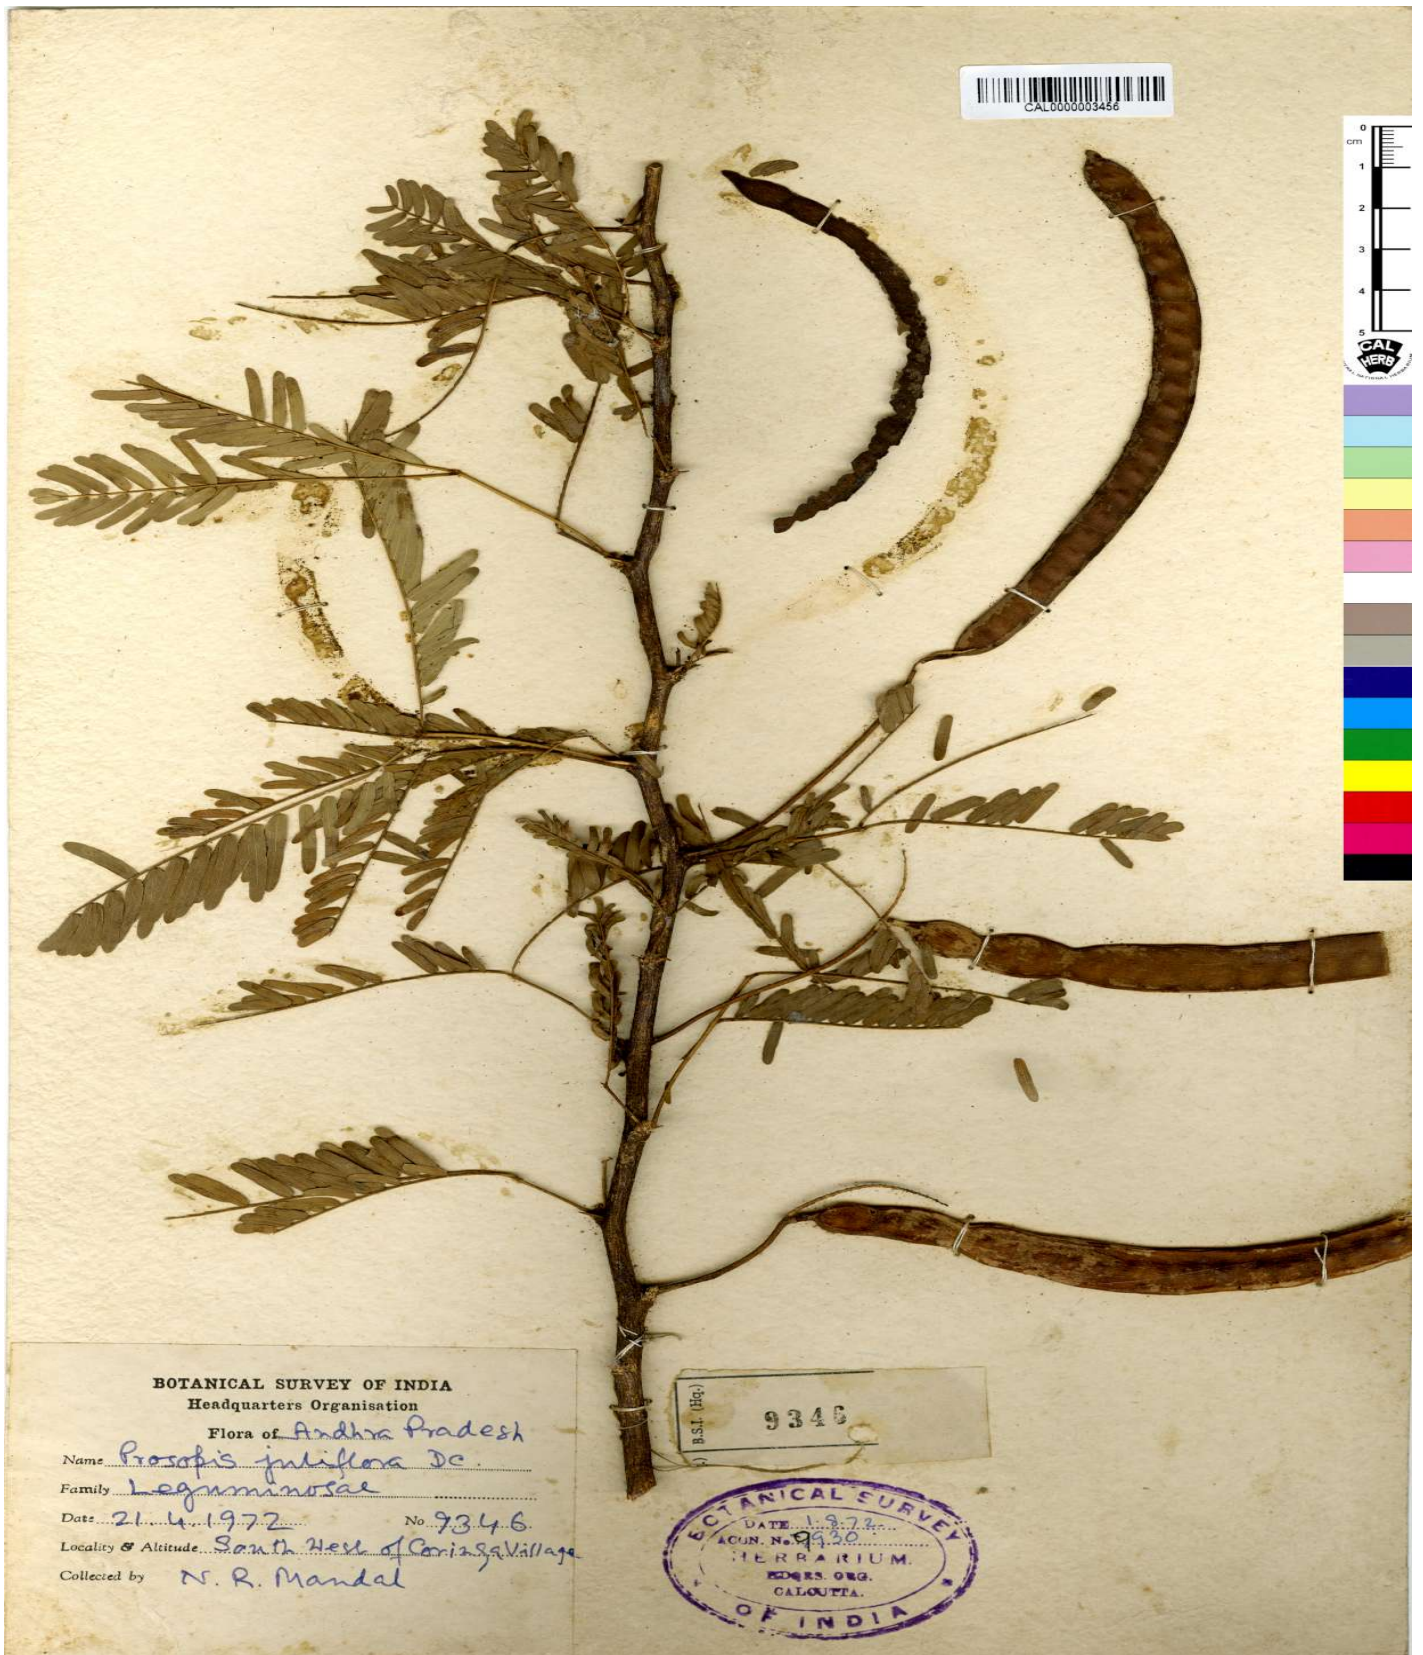 CAL0000003456
0
cm
1
2
3
4
5
CAL
HERB
BOTANICAL SURVEY OF INDIA
Headquarters Organisation
Flora of Andhra Pradesh
Name Prosopis juliflora DC.
Family Leguminosae
Date 21.4.1972 No 9346
Locality & Altitude South West of Coringa Village
Collected by N. R. Mandal
B.S.I. (Hq.)
9346
BOTANICAL SURVEY
DATE 1.8.72.
ACQN. No. 9930
HERBARIUM.
HDQRS. ORG.
CALCUTTA.
OF INDIA